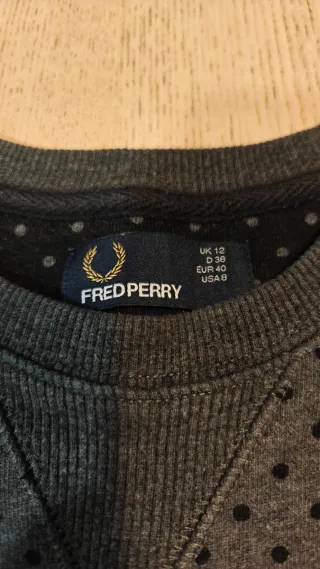 FRED PERRY
UK 12
D 38
EUR 40
USA 8